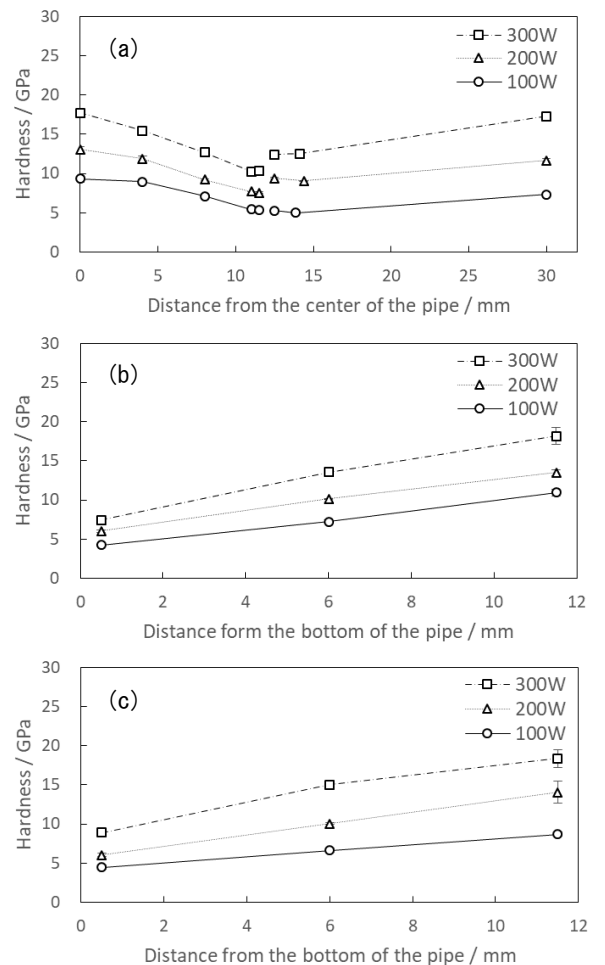 30
25
20
15
10
5
0
Hardness / GPa
(a)
300W
200W
100W
0 5 10 15 20 25 30
Distance from the center of the pipe / mm
30
25
20
15
10
5
0
Hardness / GPa
(b)
300W
200W
100W
0 2 4 6 8 10 12
Distance form the bottom of the pipe / mm
30
25
20
15
10
5
0
Hardness / GPa
(c)
300W
200W
100W
0 2 4 6 8 10 12
Distance from the bottom of the pipe / mm